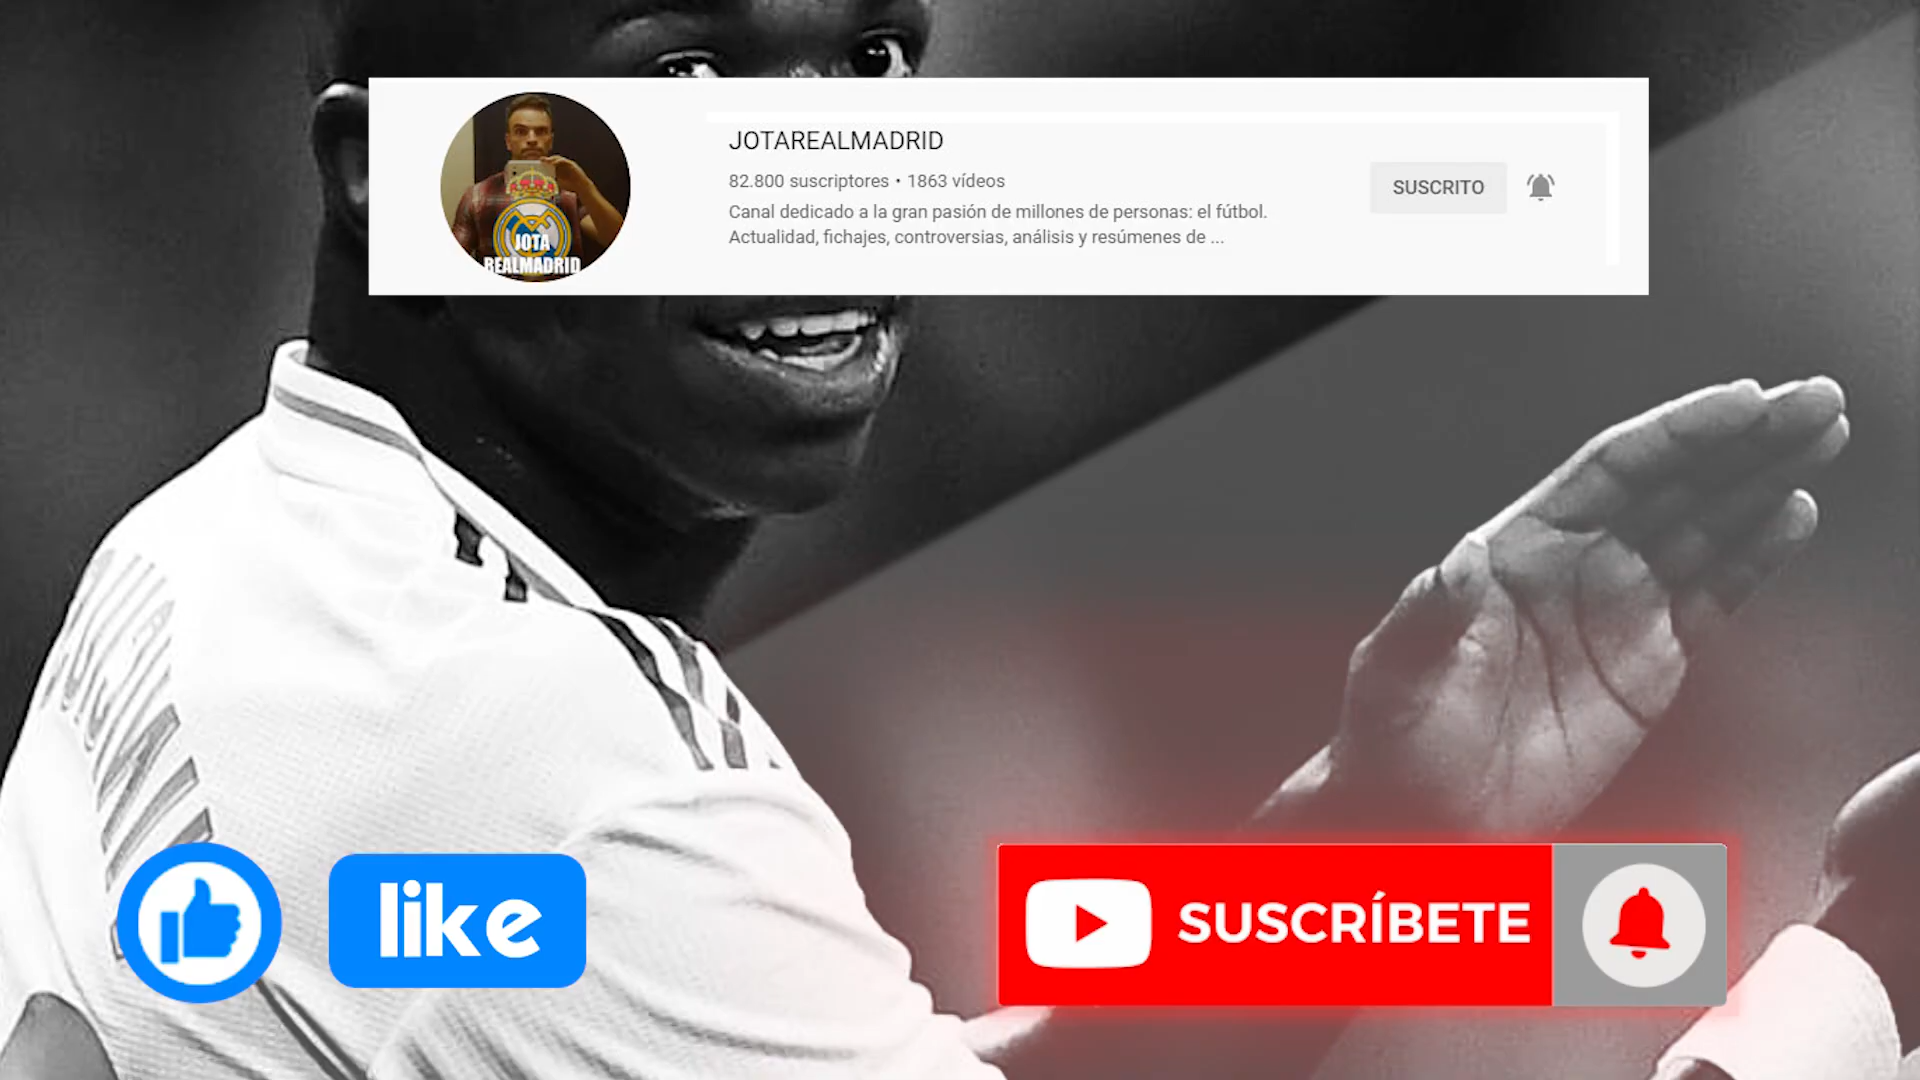 JOTAREALMADRID
82.800 suscriptores • 1863 vídeos
Canal dedicado a la gran pasión de millones de personas: el fútbol.
Actualidad, fichajes, controversias, análisis y resúmenes de ...
SUSCRITO
JOTA
REALMADRID
like
SUSCRÍBETE